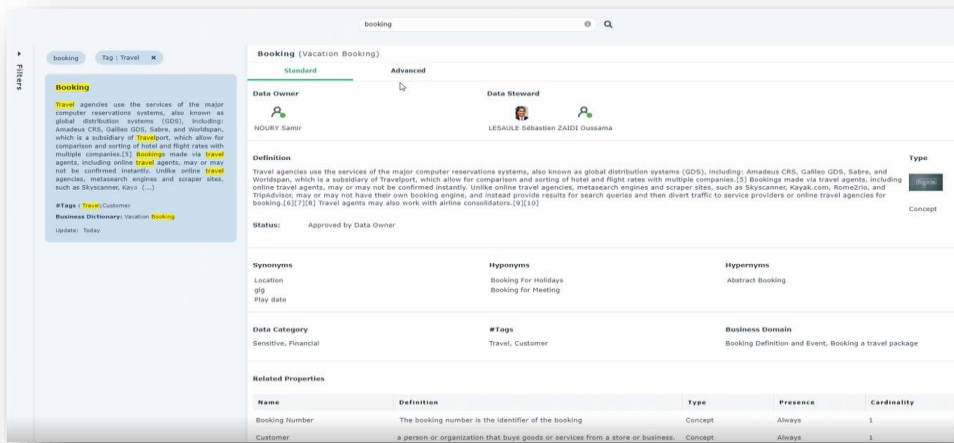 booking
Filters
booking
Tag : Travel ×
Booking
Travel agencies use the services of the major
computer reservations systems, also known as
global distribution systems (GDS), including:
Amadeus CRS, Galileo GDS, Sabre, and Worldspan,
which is a subsidiary of Travelport, which allow for
comparison and sorting of hotel and flight rates with
multiple companies.[5] Bookings made via travel
agents, including online travel agents, may or may
not be confirmed instantly. Unlike online travel
agencies, metasearch engines and scraper sites,
such as Skyscanner, Kaya (...)
#Tags : Travel;Customer
Business Dictionary: Vacation Booking
Update: Today
Booking (Vacation Booking)
Standard Advanced
Data Owner Data Steward
NOURY Samir LESAULE Sébastien ZAIDI Oussama
Definition Type
Travel agencies use the services of the major computer reservations systems, also known as global distribution systems (GDS), including: Amadeus CRS, Galileo GDS, Sabre, and
Worldspan, which is a subsidiary of Travelport, which allow for comparison and sorting of hotel and flight rates with multiple companies.[5] Bookings made via travel agents, including
online travel agents, may or may not be confirmed instantly. Unlike online travel agencies, metasearch engines and scraper sites, such as Skyscanner, Kayak.com, Rome2rio, and
TripAdvisor, may or may not have their own booking engine, and instead provide results for search queries and then divert traffic to service providers or online travel agencies for
booking.[6][7][8] Travel agents may also work with airline consolidators.[9][10]
Concept
Status: Approved by Data Owner
Synonyms Hyponyms Hypernyms
Location Booking For Holidays Abstract Booking
gig Booking for Meeting
Play date
Data Category #Tags Business Domain
Sensitive, Financial Travel, Customer Booking Definition and Event, Booking a travel package
Related Properties
Name Definition Type Presence Cardinality
Booking Number The booking number is the identifier of the booking Concept Always 1
Customer a person or organization that buys goods or services from a store or business. Concept Always 1